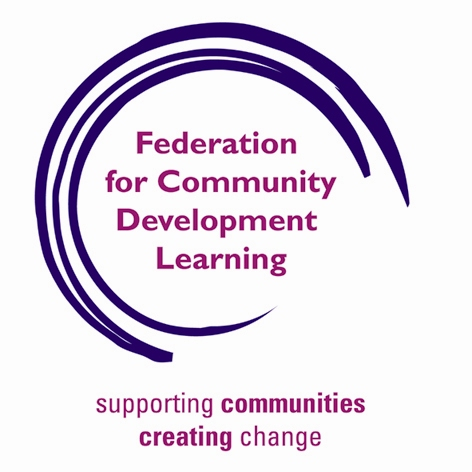 Federation
for Community
Development
Learning
supporting communities
creating change